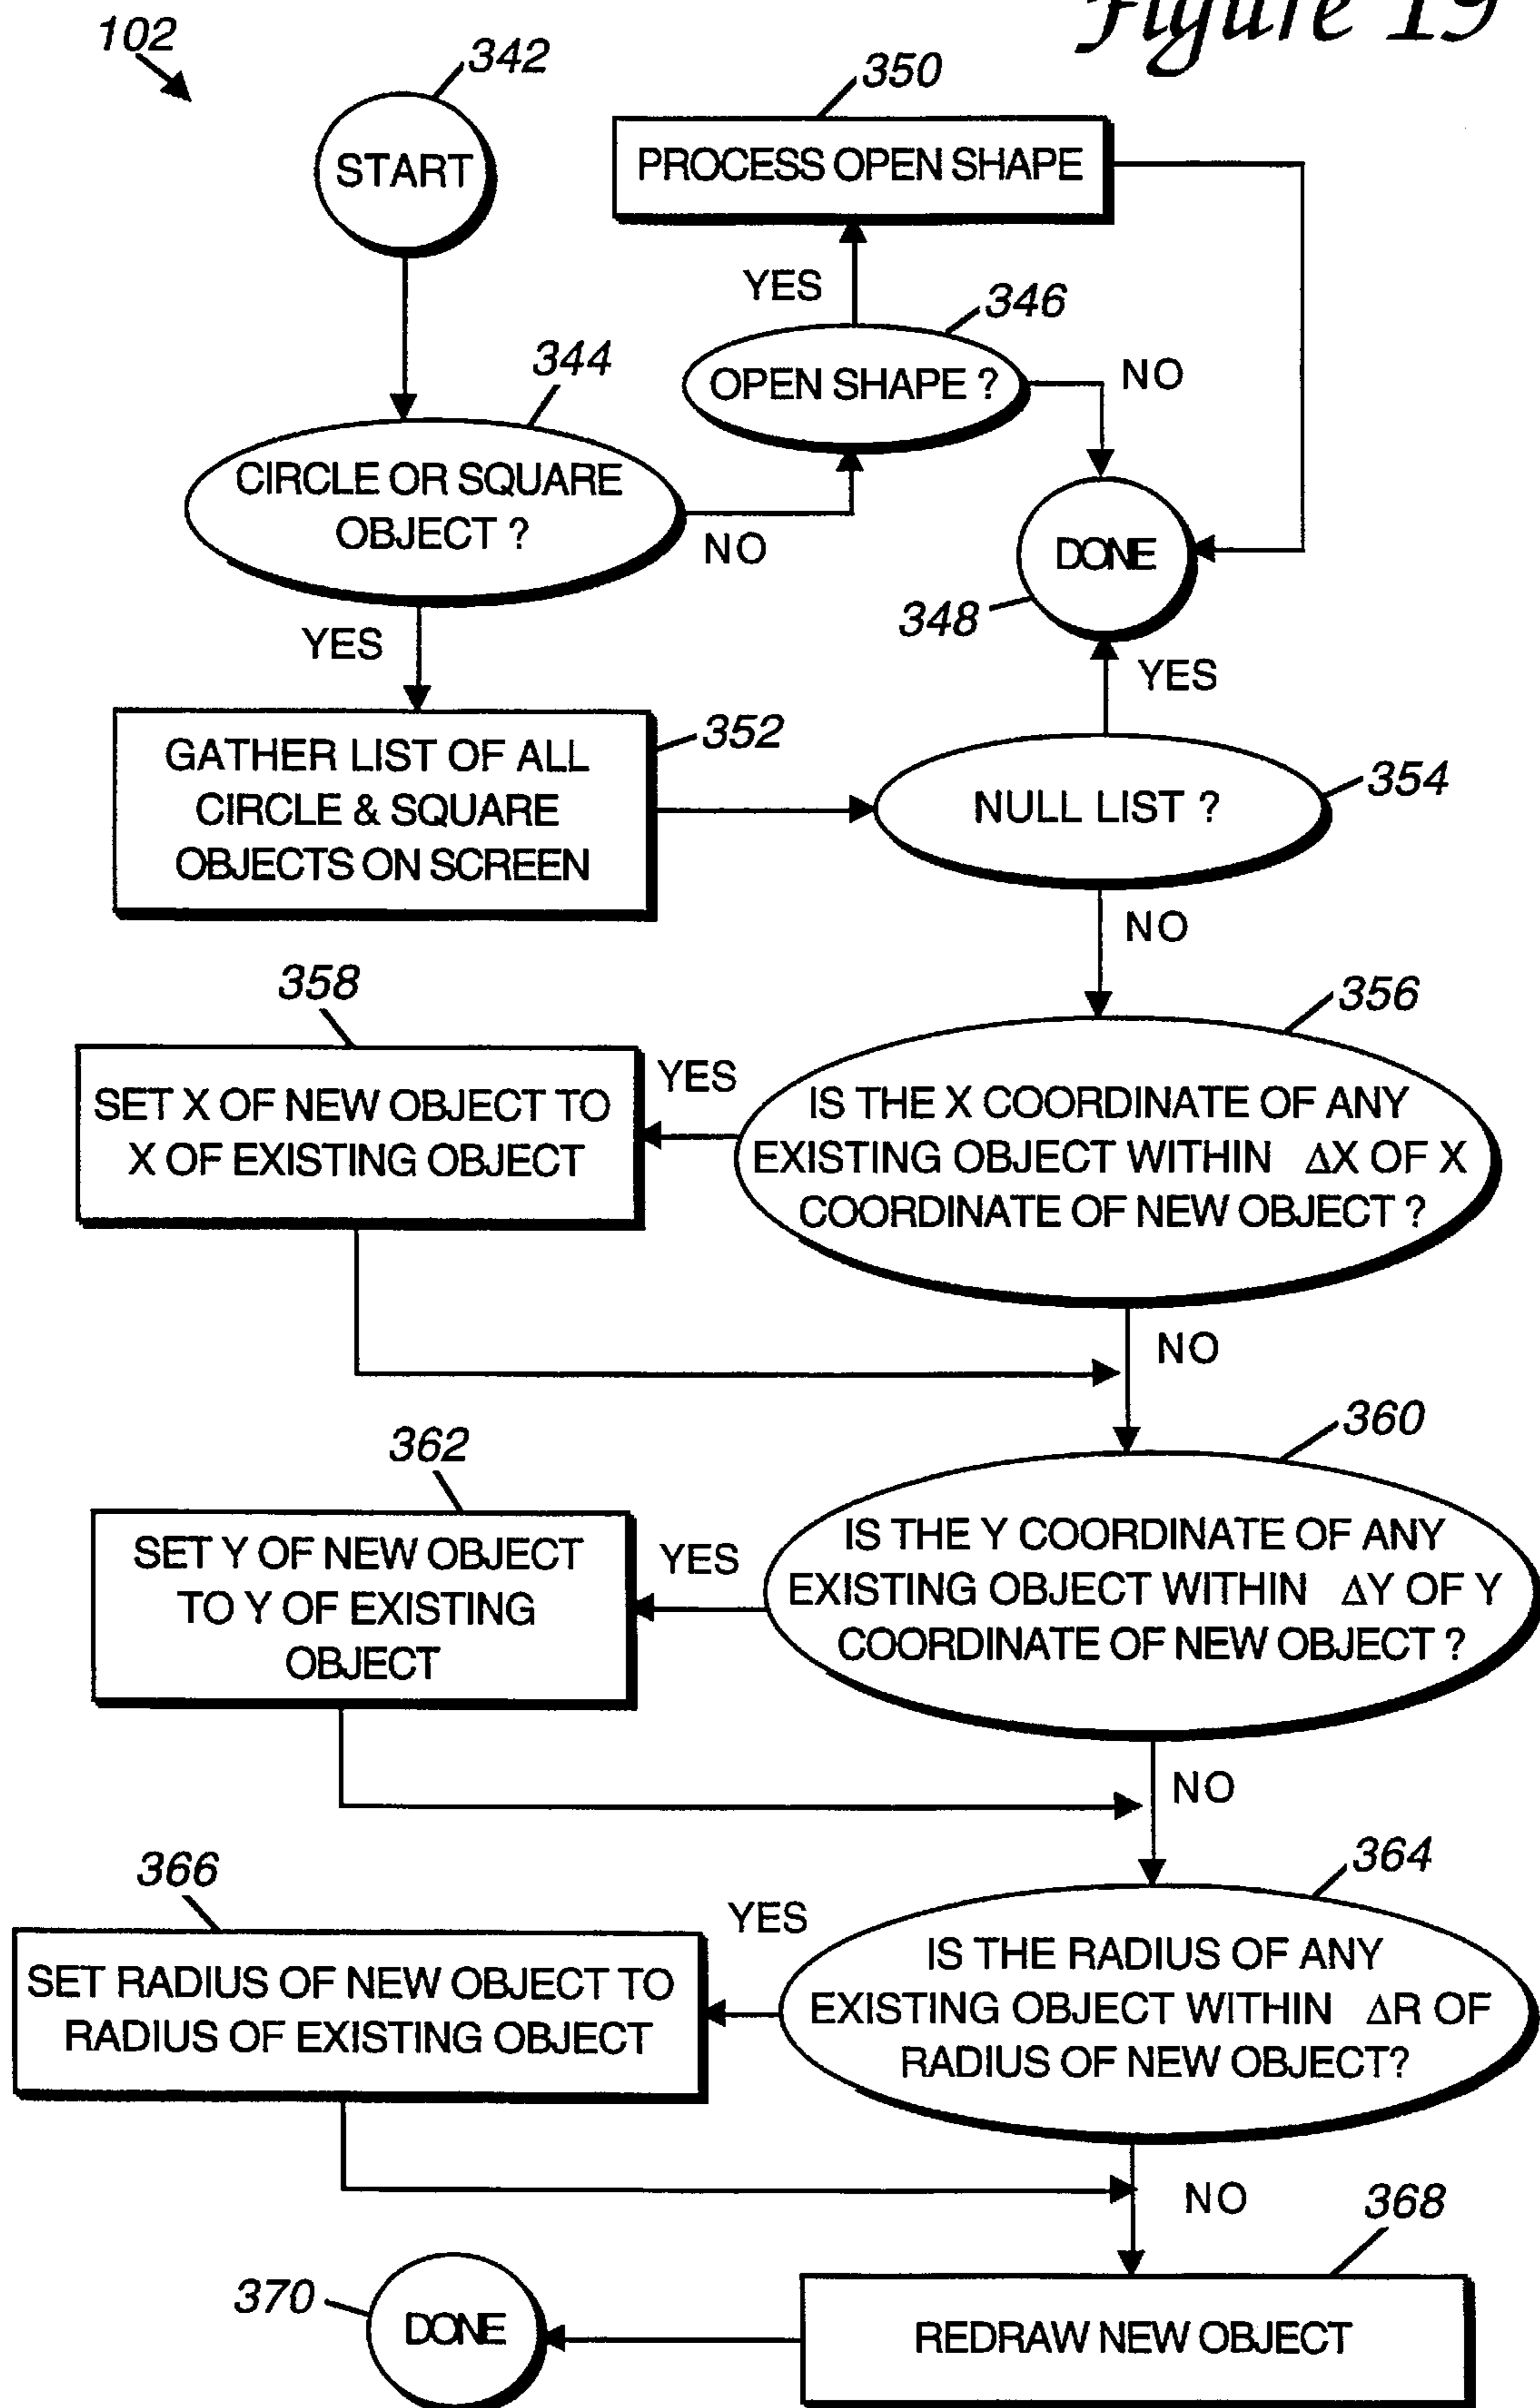 Figure 19
102
342
START
350
PROCESS OPEN SHAPE
YES
346
OPEN SHAPE ?
NO
344
CIRCLE OR SQUARE
OBJECT ?
NO
DONE
348
YES
YES
352
GATHER LIST OF ALL
CIRCLE & SQUARE
OBJECTS ON SCREEN
354
NULL LIST ?
NO
358
SET X OF NEW OBJECT TO
X OF EXISTING OBJECT
YES
356
IS THE X COORDINATE OF ANY
EXISTING OBJECT WITHIN ΔX OF X
COORDINATE OF NEW OBJECT ?
NO
362
SET Y OF NEW OBJECT
TO Y OF EXISTING
OBJECT
YES
360
IS THE Y COORDINATE OF ANY
EXISTING OBJECT WITHIN ΔY OF Y
COORDINATE OF NEW OBJECT ?
NO
366
SET RADIUS OF NEW OBJECT TO
RADIUS OF EXISTING OBJECT
YES
364
IS THE RADIUS OF ANY
EXISTING OBJECT WITHIN ΔR OF
RADIUS OF NEW OBJECT?
NO
368
REDRAW NEW OBJECT
370
DONE